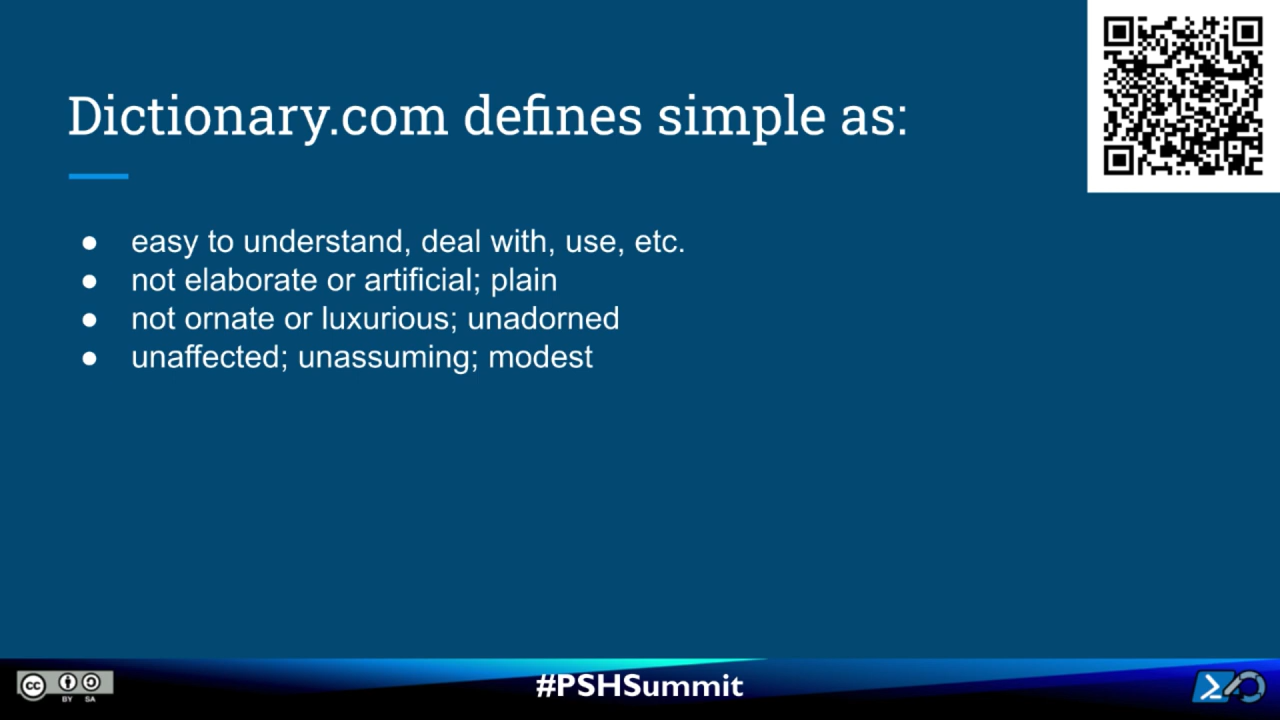 Dictionary.com defines simple as:
● easy to understand, deal with, use, etc.
● not elaborate or artificial; plain
● not ornate or luxurious; unadorned
● unaffected; unassuming; modest
cc BY SA
#PSHSummit